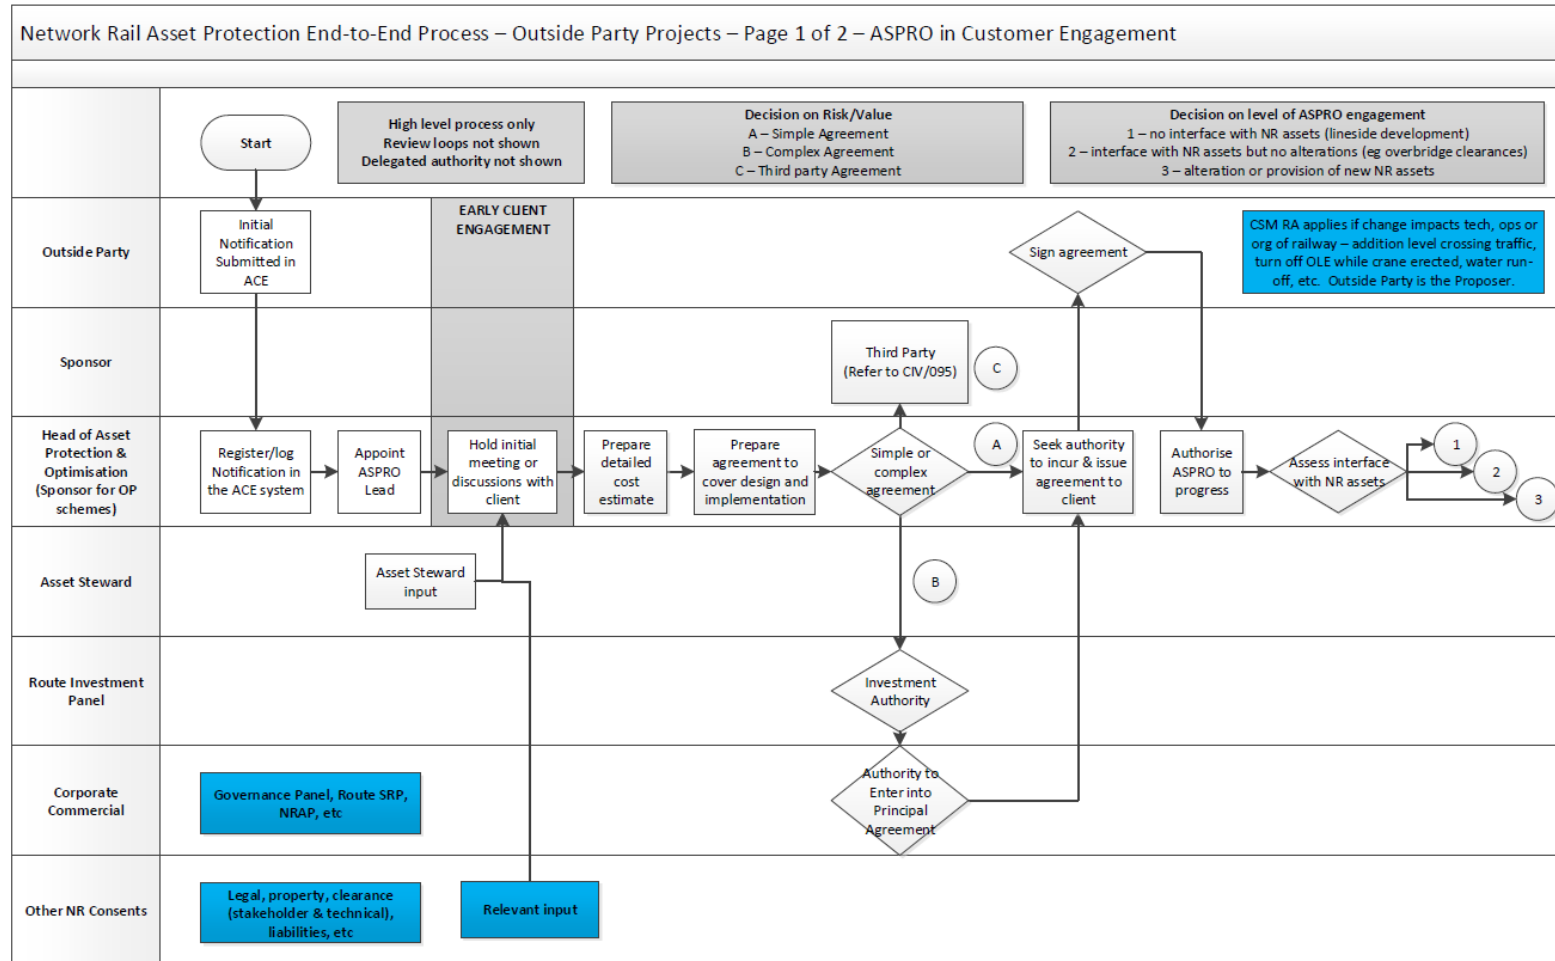 Network Rail Asset Protection End-to-End Process – Outside Party Projects – Page 1 of 2 – ASPRO in Customer Engagement
Start
High level process only
Review loops not shown
Delegated authority not shown
Decision on Risk/Value
A – Simple Agreement
B – Complex Agreement
C – Third party Agreement
Decision on level of ASPRO engagement
1 – no interface with NR assets (lineside development)
2 – interface with NR assets but no alterations (eg overbridge clearances)
3 – alteration or provision of new NR assets
Outside Party
Initial
Notification
Submitted in
ACE
EARLY CLIENT
ENGAGEMENT
Sign agreement
CSM RA applies if change impacts tech, ops or
org of railway – addition level crossing traffic,
turn off OLE while crane erected, water run-
off, etc.  Outside Party is the Proposer.
Sponsor
Third Party
(Refer to CIV/095)
C
Head of Asset
Protection &
Optimisation
(Sponsor for OP
schemes)
Register/log
Notification in
the ACE system
Appoint
ASPRO
Lead
Hold initial
meeting or
discussions with
client
Prepare
detailed
cost
estimate
Prepare
agreement to
cover design and
implementation
Simple or
complex
agreement
A
Seek authority
to incur & issue
agreement to
client
Authorise
ASPRO to
progress
Assess interface
with NR assets
1
2
3
Asset Steward
Asset Steward
input
B
Route Investment
Panel
Investment
Authority
Corporate
Commercial
Governance Panel, Route SRP,
NRAP, etc
Authority to
Enter into
Principal
Agreement
Other NR Consents
Legal, property, clearance
(stakeholder & technical),
liabilities, etc
Relevant input